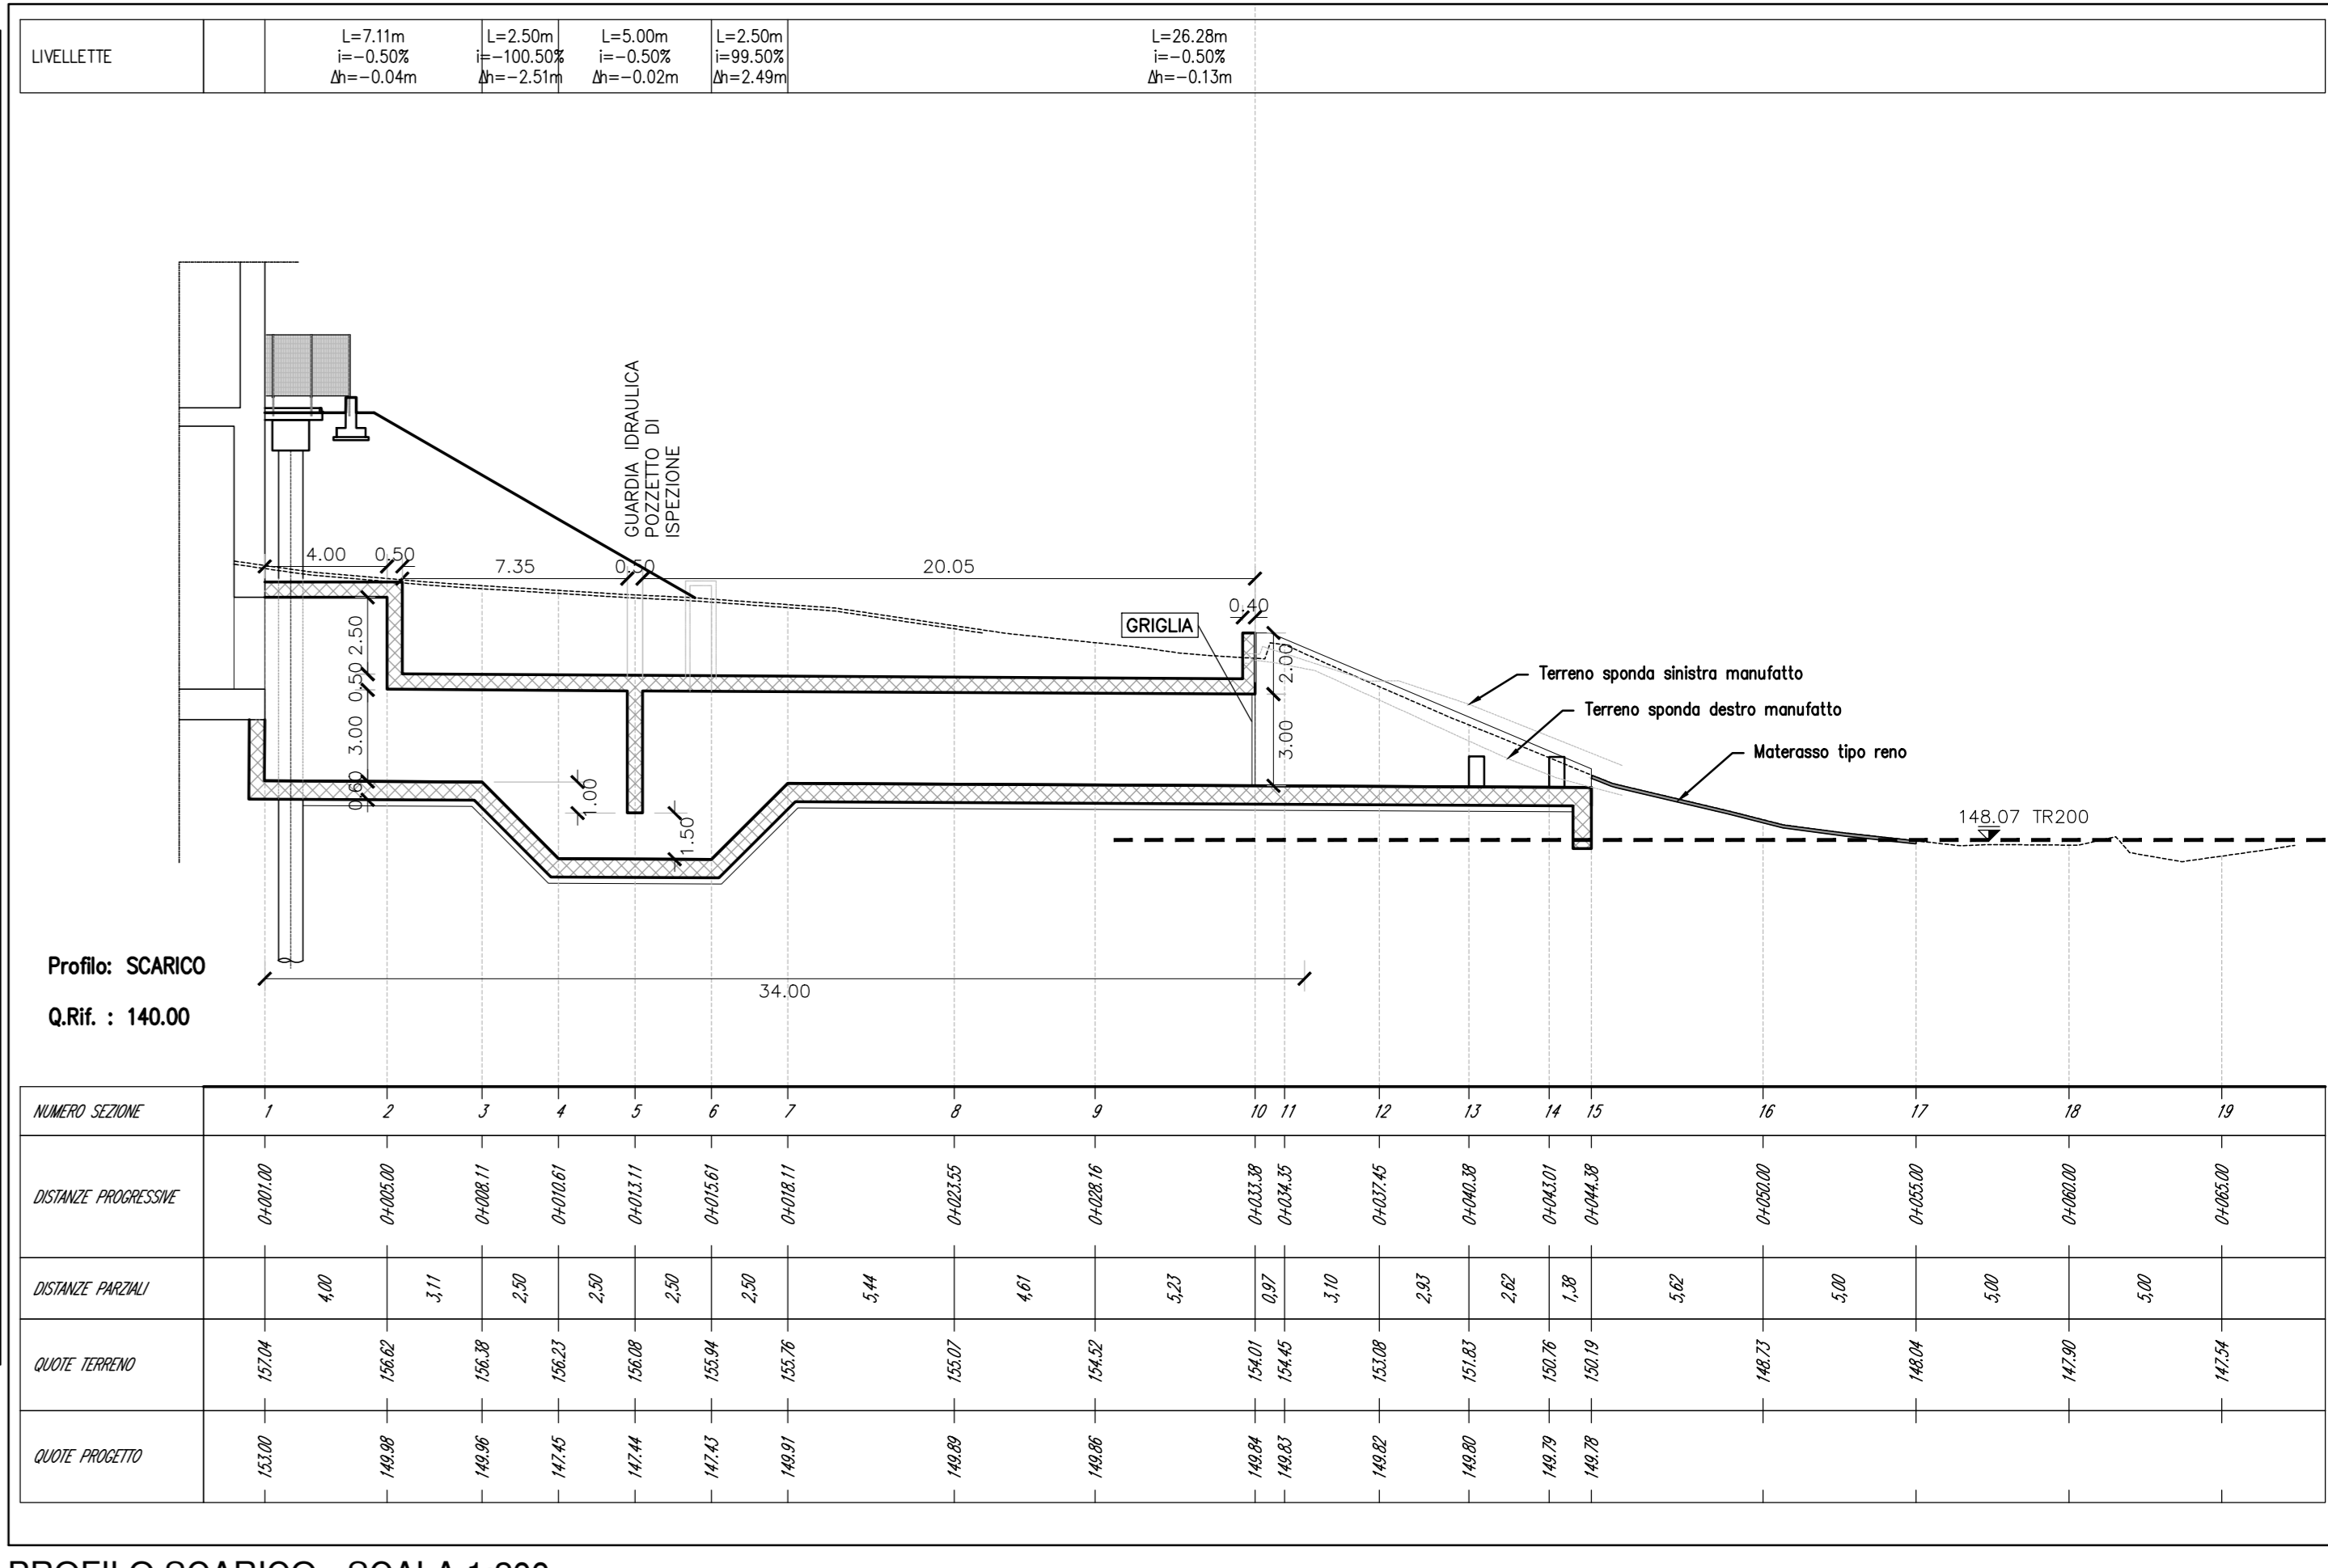 LIVELLETTE
L=7.11m
i=-0.50%
Δh=-0.04m
L=2.50m
i=-100.50%
Δh=-2.51m
L=5.00m
i=-0.50%
Δh=-0.02m
L=2.50m
i=99.50%
Δh=2.49m
L=26.28m
i=-0.50%
Δh=-0.13m
GUARDIA IDRAULICA
POZZETTO DI
ISPEZIONE
4.00
0.50
7.35
0.50
20.05
0.40
GRIGLIA
2.50
0.50
3.00
0.60
1.00
1.50
2.00
3.00
Terreno sponda sinistra manufatto
Terreno sponda destro manufatto
Materasso tipo reno
148.07 TR200
Profilo: SCARICO
Q.Rif. : 140.00
34.00
NUMERO SEZIONE 1 2 3 4 5 6 7 8 9 10 11 12 13 14 15 16 17 18 19
DISTANZE PROGRESSIVE 0+001.00 0+005.00 0+008.11 0+010.61 0+013.11 0+015.61 0+018.11 0+023.55 0+028.16 0+033.38 0+034.35 0+037.45 0+040.38 0+043.01 0+044.38 0+050.00 0+055.00 0+060.00 0+065.00
DISTANZE PARZIALI 4,00 3,11 2,50 2,50 2,50 2,50 5,44 4,61 5,23 0,97 3,10 2,93 2,62 1,38 5,62 5,00 5,00 5,00
QUOTE TERRENO 157.04 156.62 156.38 156.23 156.08 155.94 155.76 155.07 154.52 154.01 154.45 153.08 151.83 150.76 150.19 148.73 148.04 147.90 147.54
QUOTE PROGETTO 153.00 149.98 149.96 147.45 147.44 147.43 149.91 149.89 149.86 149.84 149.83 149.82 149.80 149.79 149.78
PROFILO SCARICO - SCALA 1:200